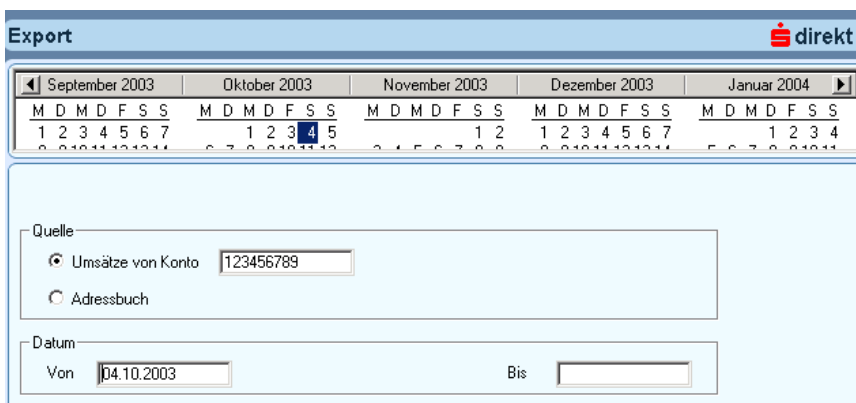 Export
direkt
September 2003 Oktober 2003 November 2003 Dezember 2003 Januar 2004
M D M D F S S M D M D F S S M D M D F S S M D M D F S S M D M D F S S
1 2 3 4 5 6 7 1 2 3 4 5 1 2 1 2 3 4 5 6 7 1 2 3 4
Quelle
Umsätze von Konto 123456789
Adressbuch
Datum
Von 04.10.2003 Bis